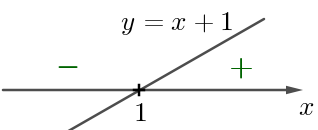 y = x + 1
− +
1
x